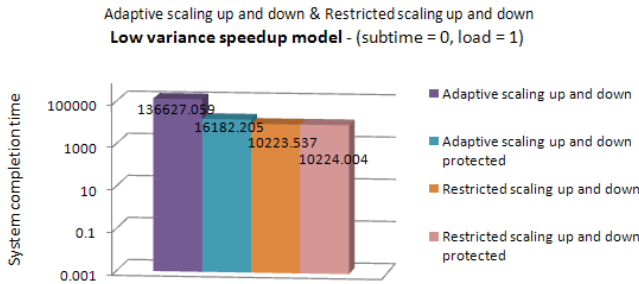 Adaptive scaling up and down & Restricted scaling up and down
Low variance speedup model - (subtime = 0, load = 1)
System completion time
100000
1000
10
0.1
0.001
136627.059
16182.205
10223.537
10224.004
Adaptive scaling up and down
Adaptive scaling up and down
protected
Restricted scaling up and down
Restricted scaling up and down
protected